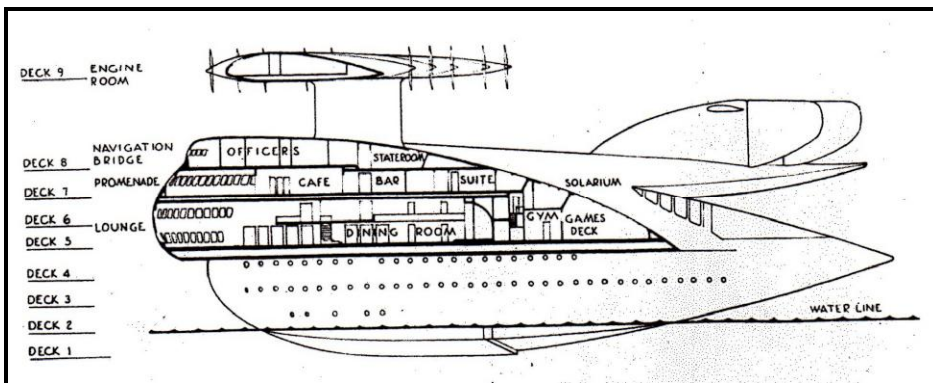 DECK 9 ENGINE
ROOM
NAVIGATION
BRIDGE
OFFICERS
STATEROOM
DECK 8
PROMENADE
CAFE
BAR
SUITE
SOLARIUM
DECK 7
DECK 6
LOUNGE
GYM
GAMES
DECK
DINING ROOM
DECK 5
DECK 4
DECK 3
WATER LINE
DECK 2
DECK 1